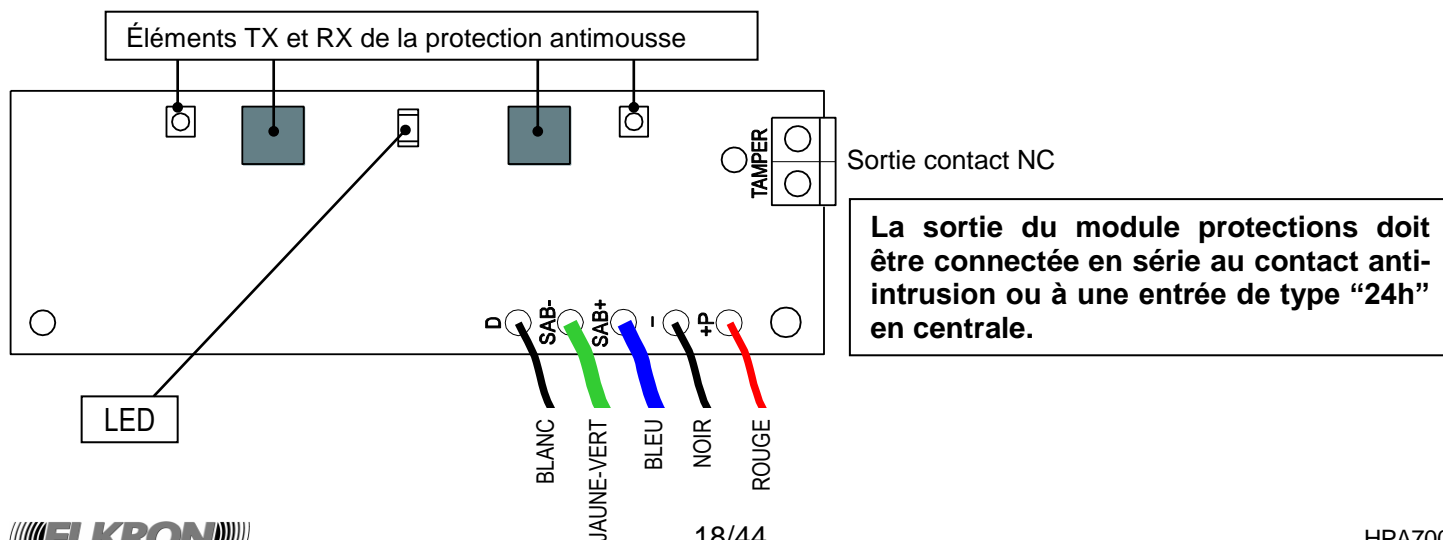 Éléments TX et RX de la protection antimousse
TAMPER
Sortie contact NC
La sortie du module protections doit
être connectée en série au contact anti-
intrusion ou à une entrée de type “24h”
en centrale.
D
SAB-
SAB+
–
+P
LED
BLANC
JAUNE-VERT
BLEU
NOIR
ROUGE
ELKRON
18/44
HPA700